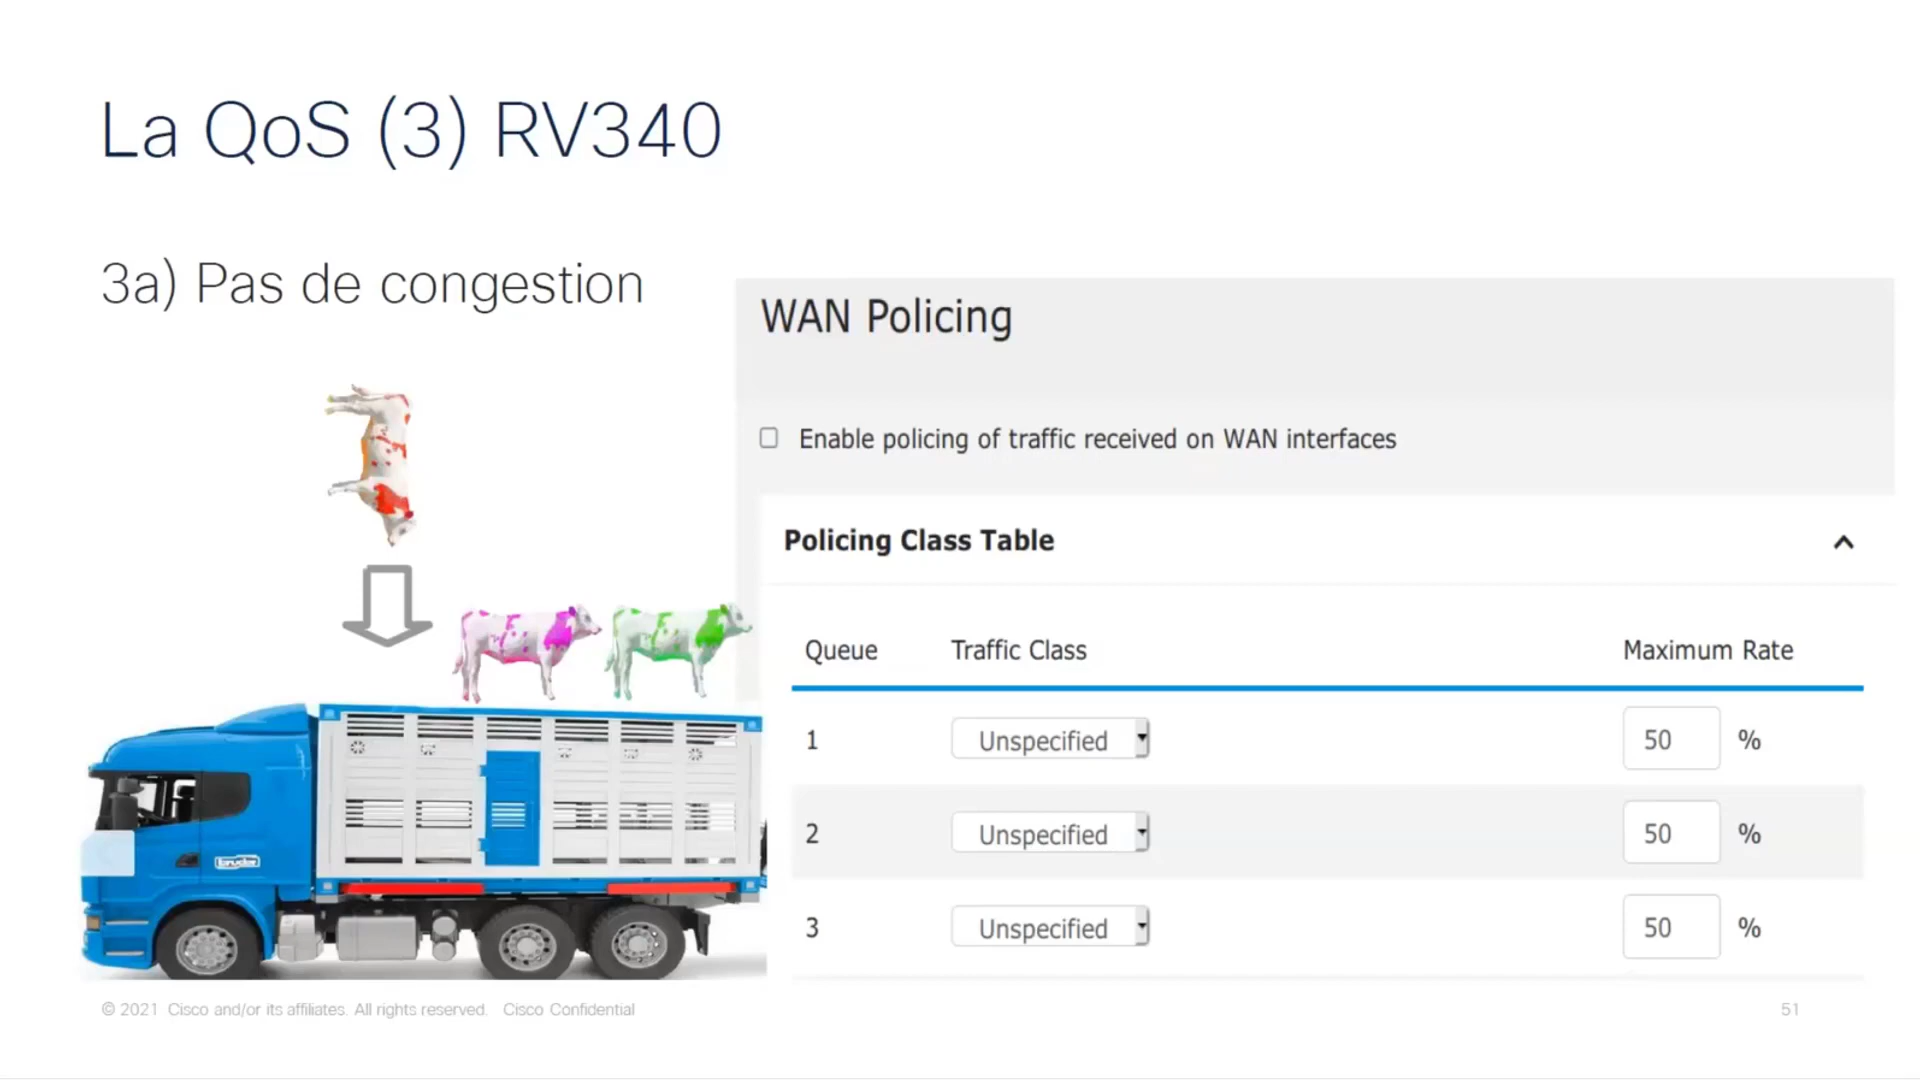 La QoS (3) RV340
3a) Pas de congestion
WAN Policing
Enable policing of traffic received on WAN interfaces
Policing Class Table
Queue Traffic Class Maximum Rate
1 Unspecified 50 %
2 Unspecified 50 %
3 Unspecified 50 %
bruder
© 2021 Cisco and/or its affiliates. All rights reserved. Cisco Confidential
51